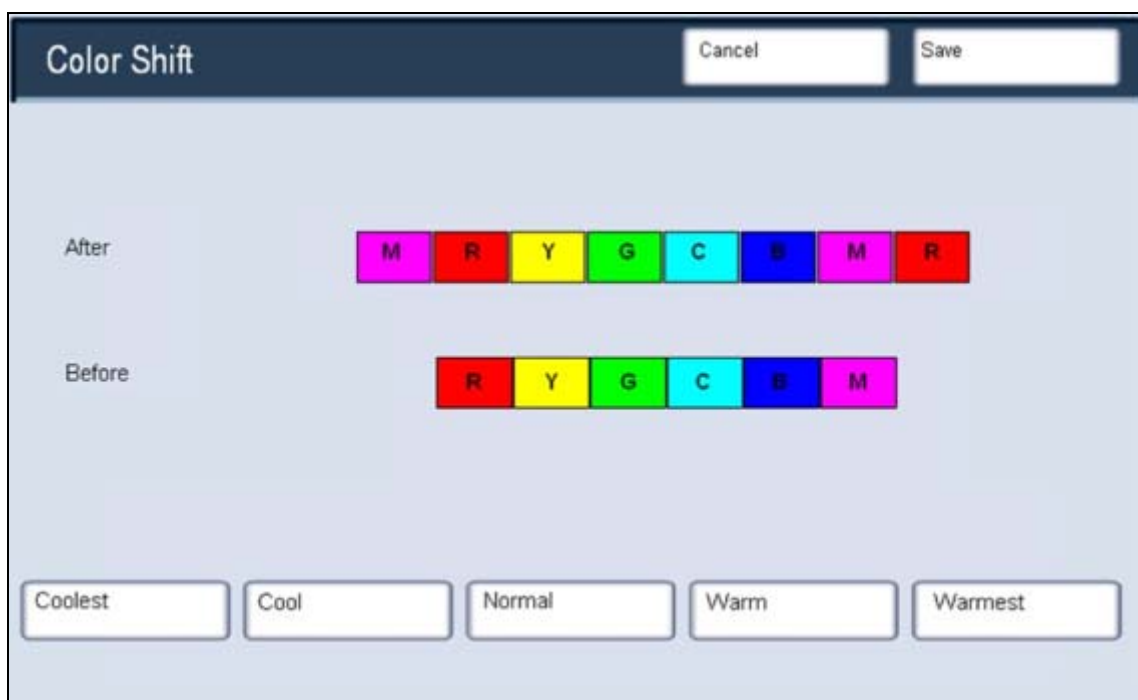 Color Shift
Cancel
Save
After
M R Y G C B M R
Before
R Y G C B M
Coolest
Cool
Normal
Warm
Warmest